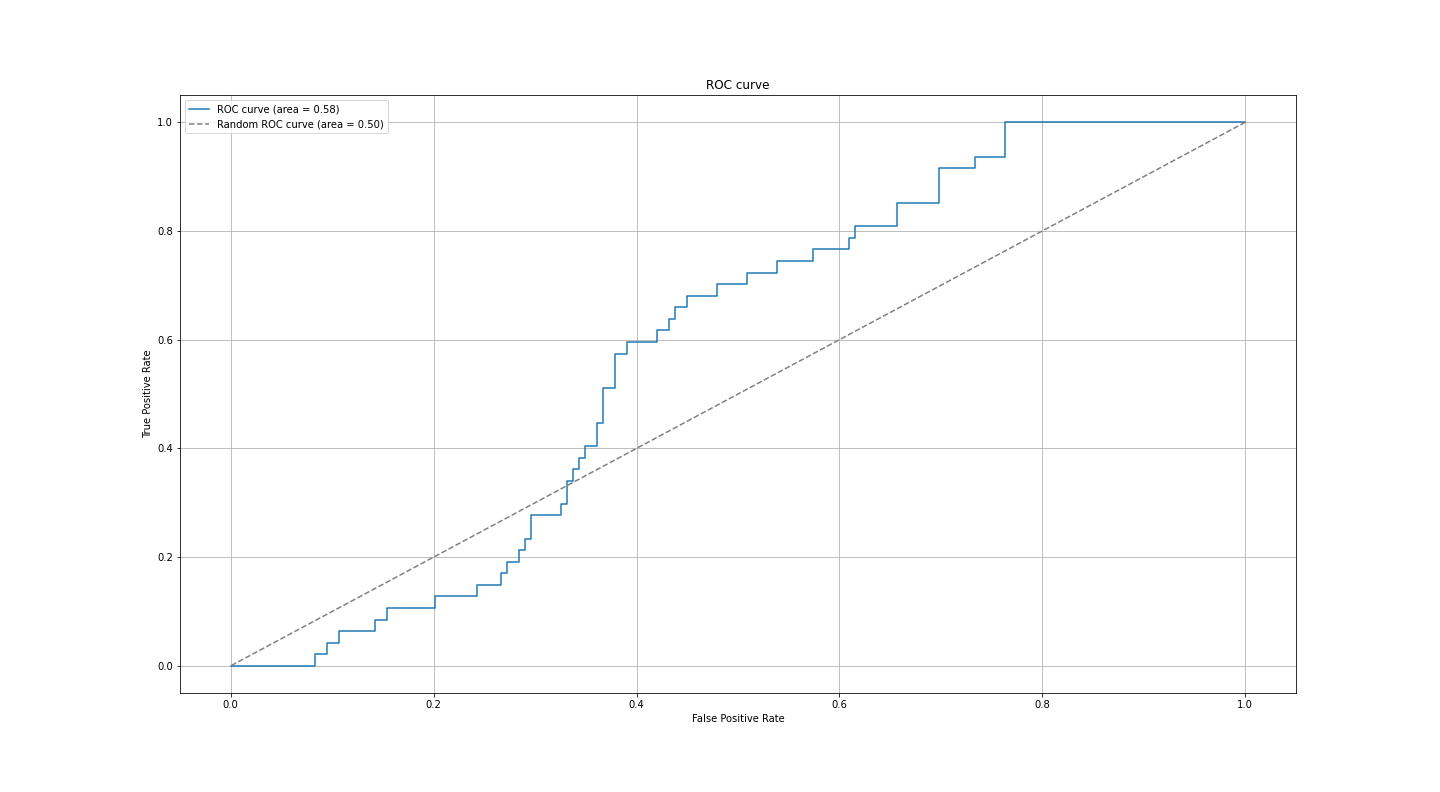 ROC curve
ROC curve (area = 0.58)
Random ROC curve (area = 0.50)
1.0
0.8
0.6
0.4
0.2
0.0
True Positive Rate
0.0 0.2 0.4 0.6 0.8 1.0
False Positive Rate